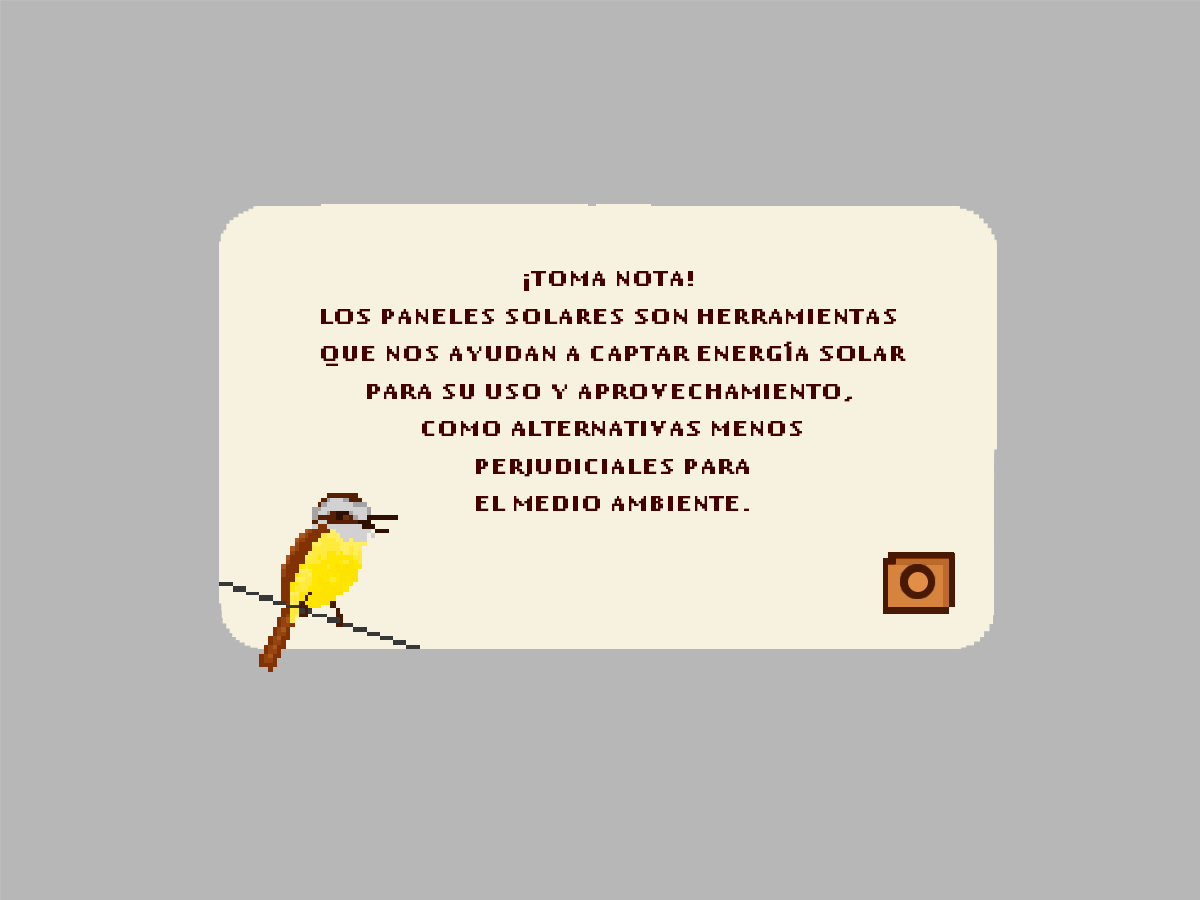 ¡TOMA NOTA!
LOS PANELES SOLARES SON HERRAMIENTAS
QUE NOS AYUDAN A CAPTAR ENERGÍA SOLAR
PARA SU USO Y APROVECHAMIENTO,
COMO ALTERNATIVAS MENOS
PERJUDICIALES PARA
EL MEDIO AMBIENTE.